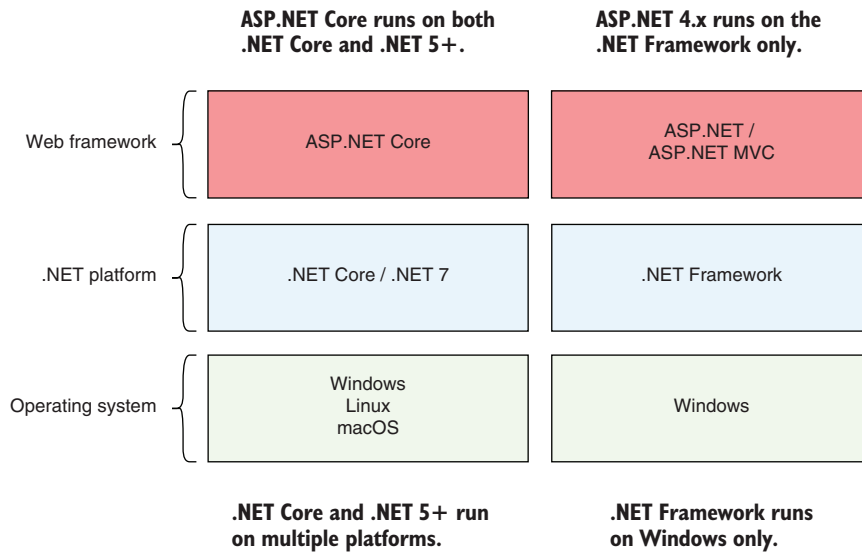 ASP.NET Core runs on both
.NET Core and .NET 5+.
ASP.NET 4.x runs on the
.NET Framework only.
Web framework
ASP.NET Core
ASP.NET /
ASP.NET MVC
.NET platform
.NET Core / .NET 7
.NET Framework
Operating system
Windows
Linux
macOS
Windows
.NET Core and .NET 5+ run
on multiple platforms.
.NET Framework runs
on Windows only.